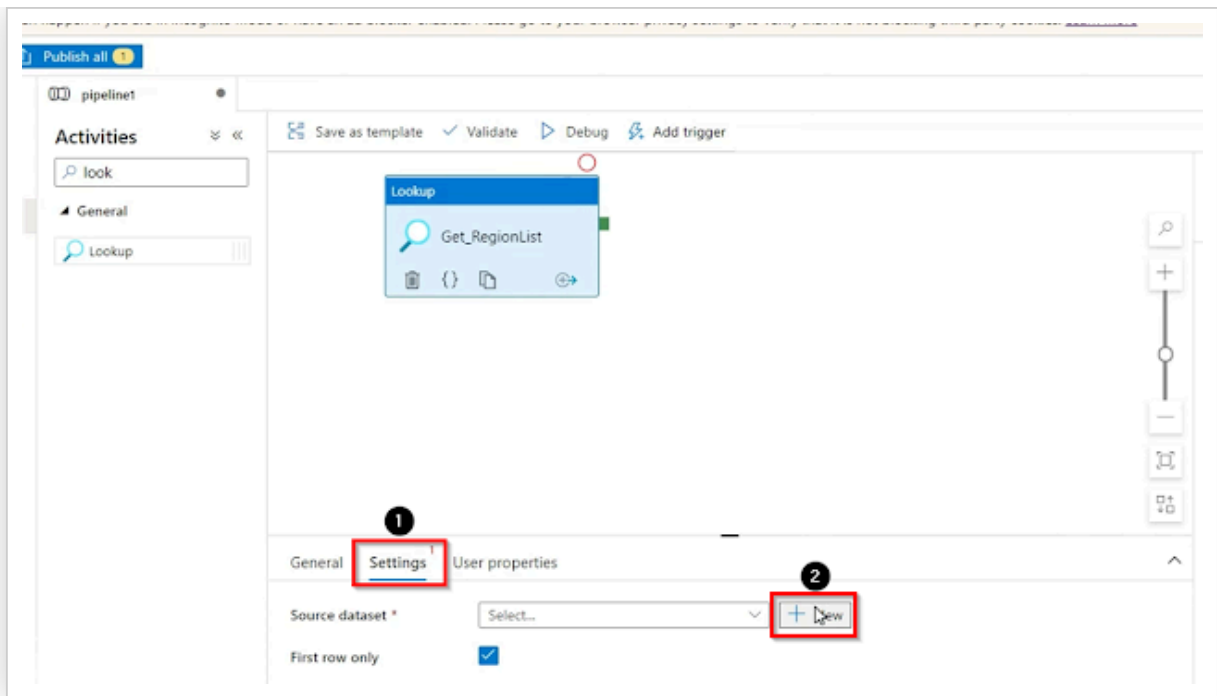 Publish all 1
pipeline1
Activities
look
General
Lookup
Save as template Validate Debug Add trigger
Lookup
Get_RegionList
{}
1
General Settings 1 User properties
2
Source dataset * Select... New
First row only